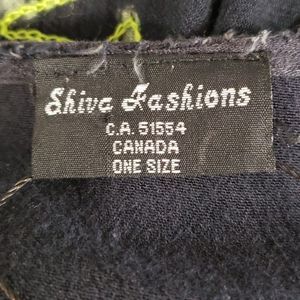 Shiva Fashions
C.A. 51554
CANADA
ONE SIZE